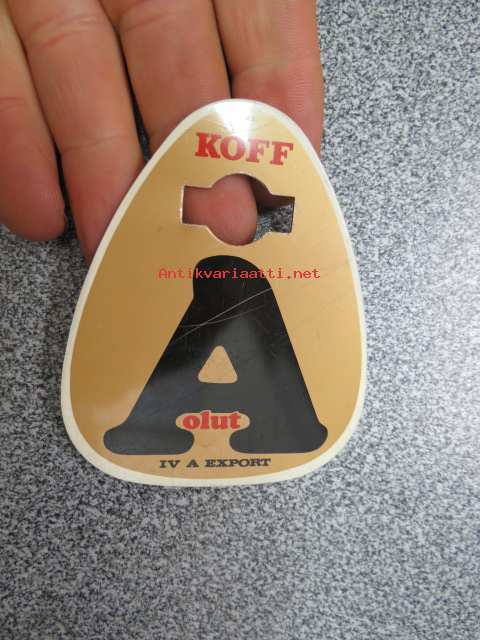 KOFF
Antikvariaatti.net
A
olut
IV A EXPORT